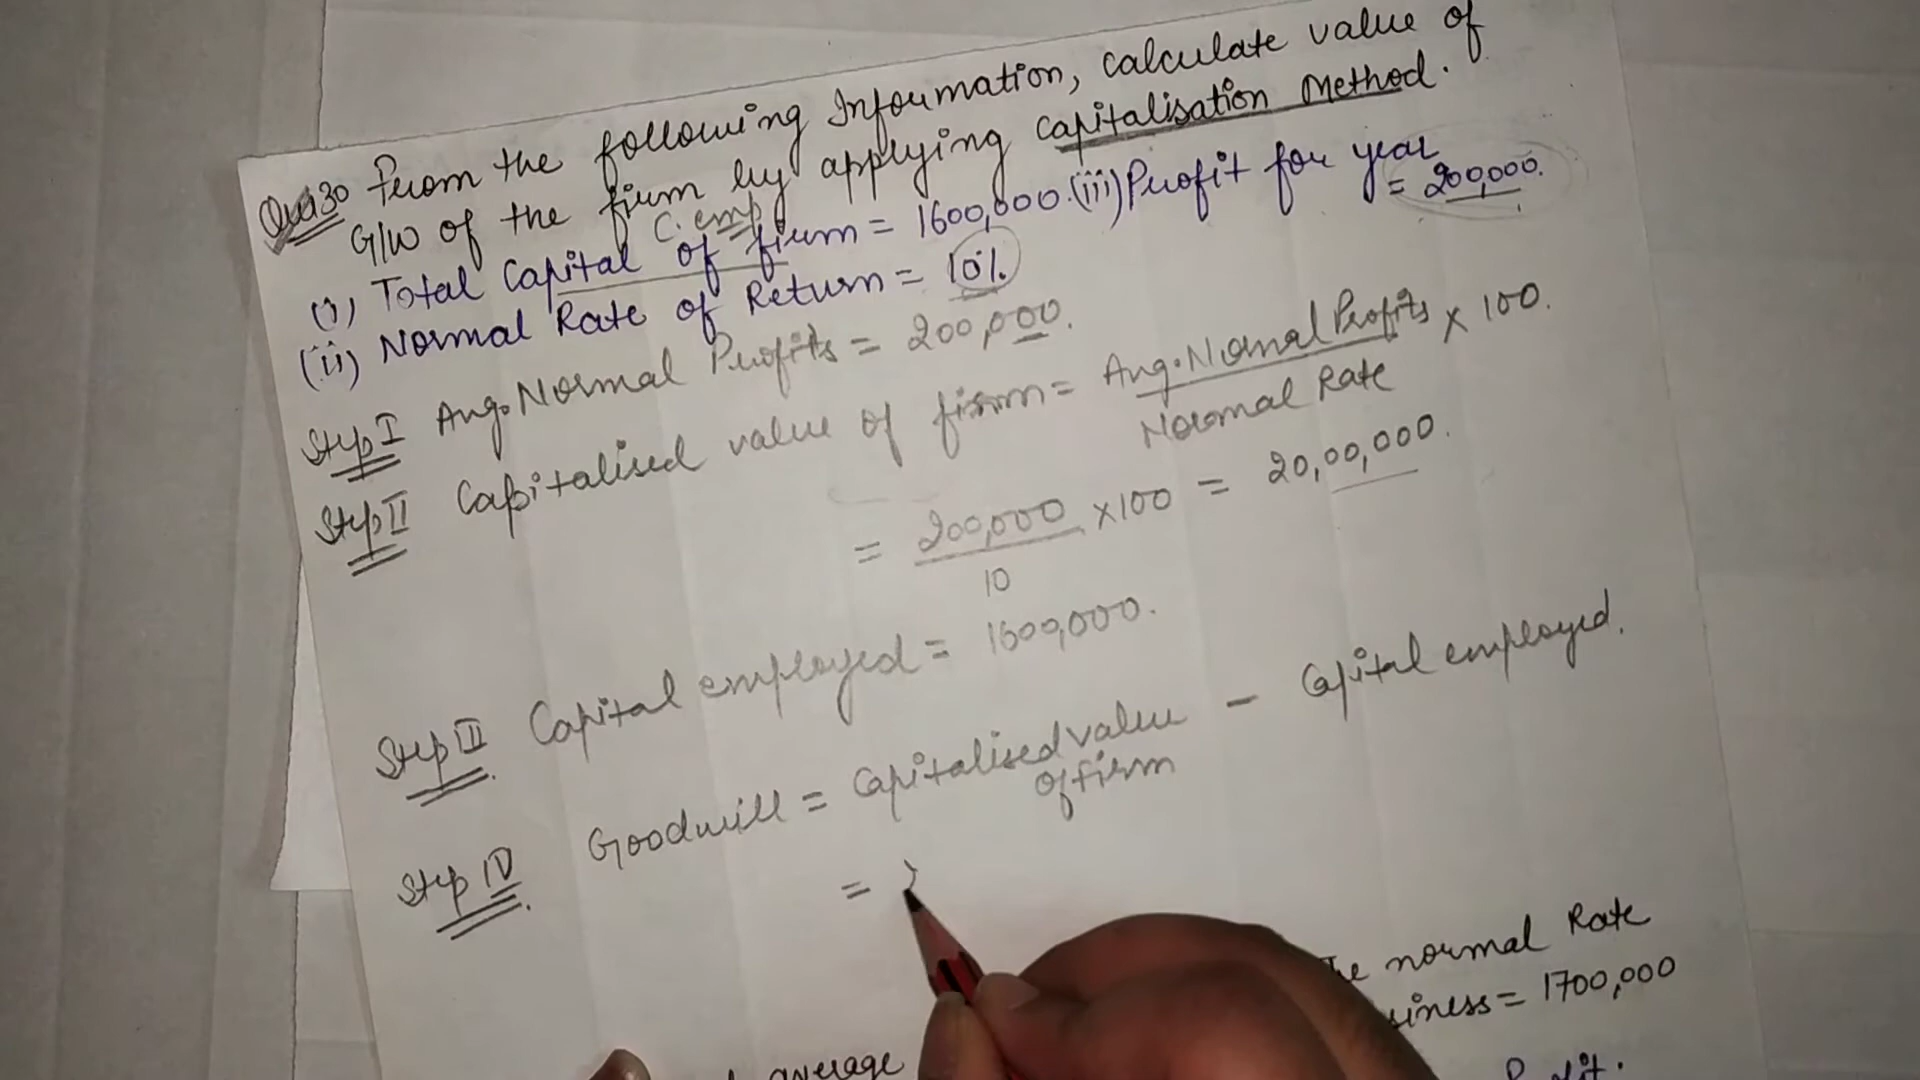 Ques30 From the following Information, calculate value of
G/W of the firm by applying Capitalisation Method.
C. emp
(i) Total Capital of firm = 1600,000. (iii) Profit for year
= 200,000.
(ii) Normal Rate of Return = 10%.
Step I Avg. Normal Profits = 200,000.
Step II Capitalised value of firm = Avg. Normal Profits × 100.
Normal Rate
= 200,000 ×100 = 20,00,000.
10
Step III Capital employed = 1600,000.
Step IV Goodwill = Capitalised value - Capital employed.
of firm
=
normal Rate
= 1700,000
average